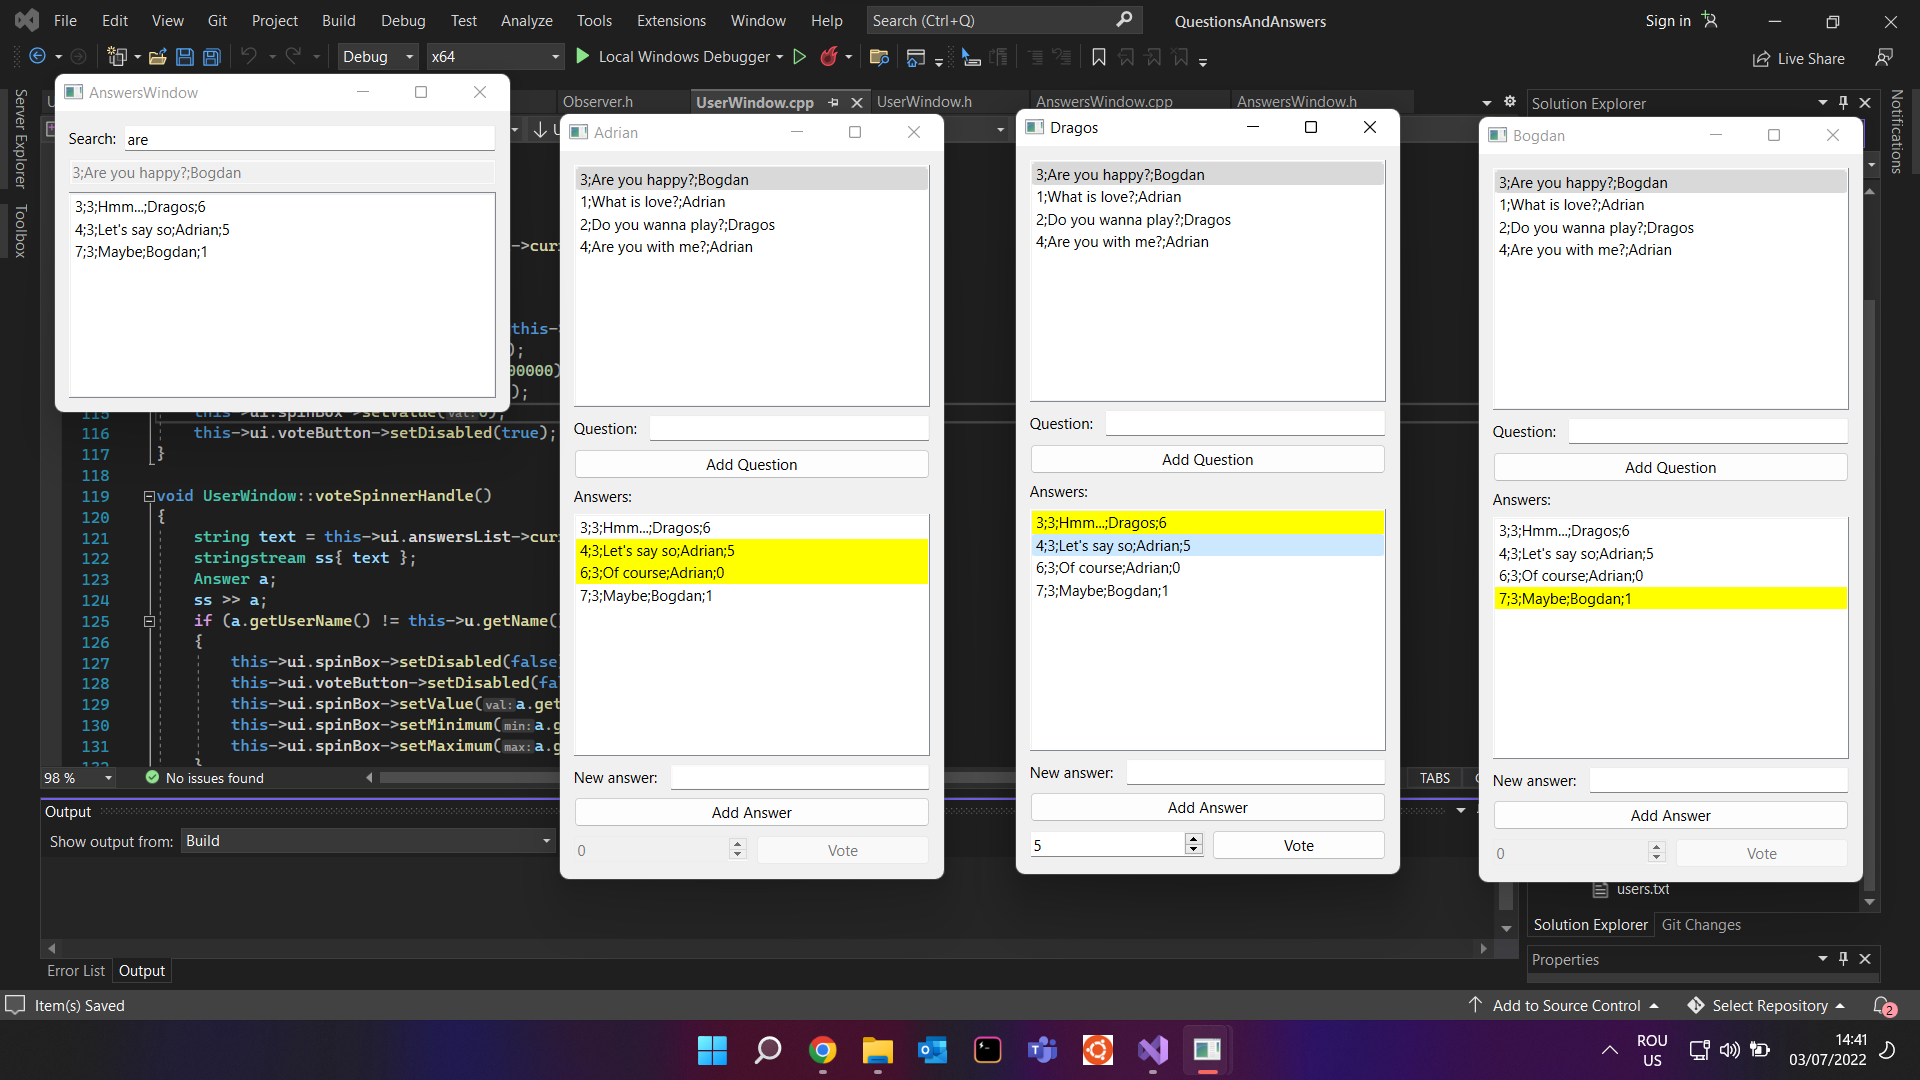 File Edit View Git Project Build Debug Test Analyze Tools Extensions Window Help Search (Ctrl+Q) QuestionsAndAnswers Sign in
Debug x64 Local Windows Debugger Live Share
Server Explorer
Toolbox
Notifications
AnswersWindow
Search: are
3;Are you happy?;Bogdan
3;3;Hmm...;Dragos;6
4;3;Let's say so;Adrian;5
7;3;Maybe;Bogdan;1
Observer.h UserWindow.cpp UserWindow.h AnswersWindow.cpp AnswersWindow.h
->curr
this->
);
00000)
);
115 this->ui.spinBox->setValue(val:0);
116 this->ui.voteButton->setDisabled(true);
117 }
118
119 void UserWindow::voteSpinnerHandle()
120 {
121 string text = this->ui.answersList->curr
122 stringstream ss{ text };
123 Answer a;
124 ss >> a;
125 if (a.getUserName() != this->u.getName(
126 {
127 this->ui.spinBox->setDisabled(false
128 this->ui.voteButton->setDisabled(fa
129 this->ui.spinBox->setValue(val:a.get
130 this->ui.spinBox->setMinimum(min:a.g
131 this->ui.spinBox->setMaximum(max:a.g
132 }
98 % No issues found TABS
Output
Show output from: Build
Error List Output
Adrian
3;Are you happy?;Bogdan
1;What is love?;Adrian
2;Do you wanna play?;Dragos
4;Are you with me?;Adrian
Question:
Add Question
Answers:
3;3;Hmm...;Dragos;6
4;3;Let's say so;Adrian;5
6;3;Of course;Adrian;0
7;3;Maybe;Bogdan;1
New answer:
Add Answer
0 Vote
Dragos
3;Are you happy?;Bogdan
1;What is love?;Adrian
2;Do you wanna play?;Dragos
4;Are you with me?;Adrian
Question:
Add Question
Answers:
3;3;Hmm...;Dragos;6
4;3;Let's say so;Adrian;5
6;3;Of course;Adrian;0
7;3;Maybe;Bogdan;1
New answer:
Add Answer
5 Vote
Solution Explorer
Bogdan
3;Are you happy?;Bogdan
1;What is love?;Adrian
2;Do you wanna play?;Dragos
4;Are you with me?;Adrian
Question:
Add Question
Answers:
3;3;Hmm...;Dragos;6
4;3;Let's say so;Adrian;5
6;3;Of course;Adrian;0
7;3;Maybe;Bogdan;1
New answer:
Add Answer
0 Vote
users.txt
Solution Explorer Git Changes
Properties
Item(s) Saved Add to Source Control Select Repository 2
ROU
US
14:41
03/07/2022